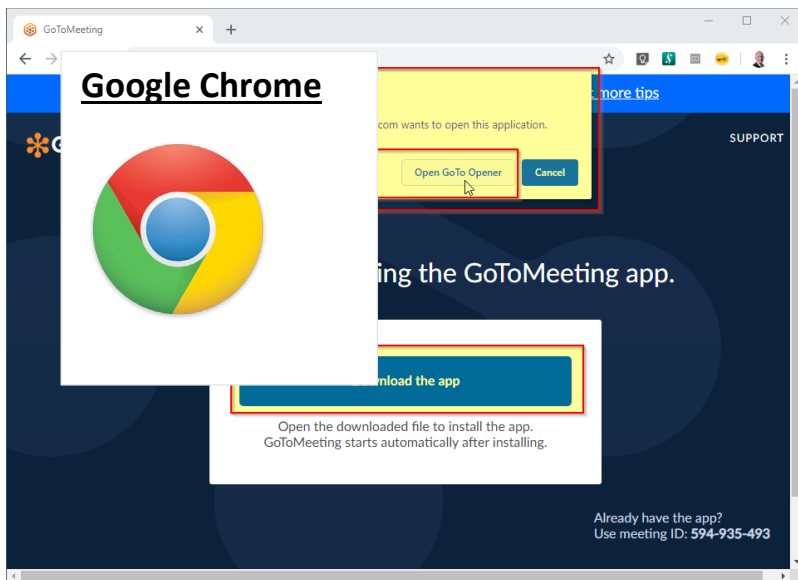 GoToMeeting
Google Chrome
more tips
com wants to open this application.
SUPPORT
Open GoTo Opener
Cancel
ing the GoToMeeting app.
nload the app
Open the downloaded file to install the app.
GoToMeeting starts automatically after installing.
Already have the app?
Use meeting ID: 594-935-493